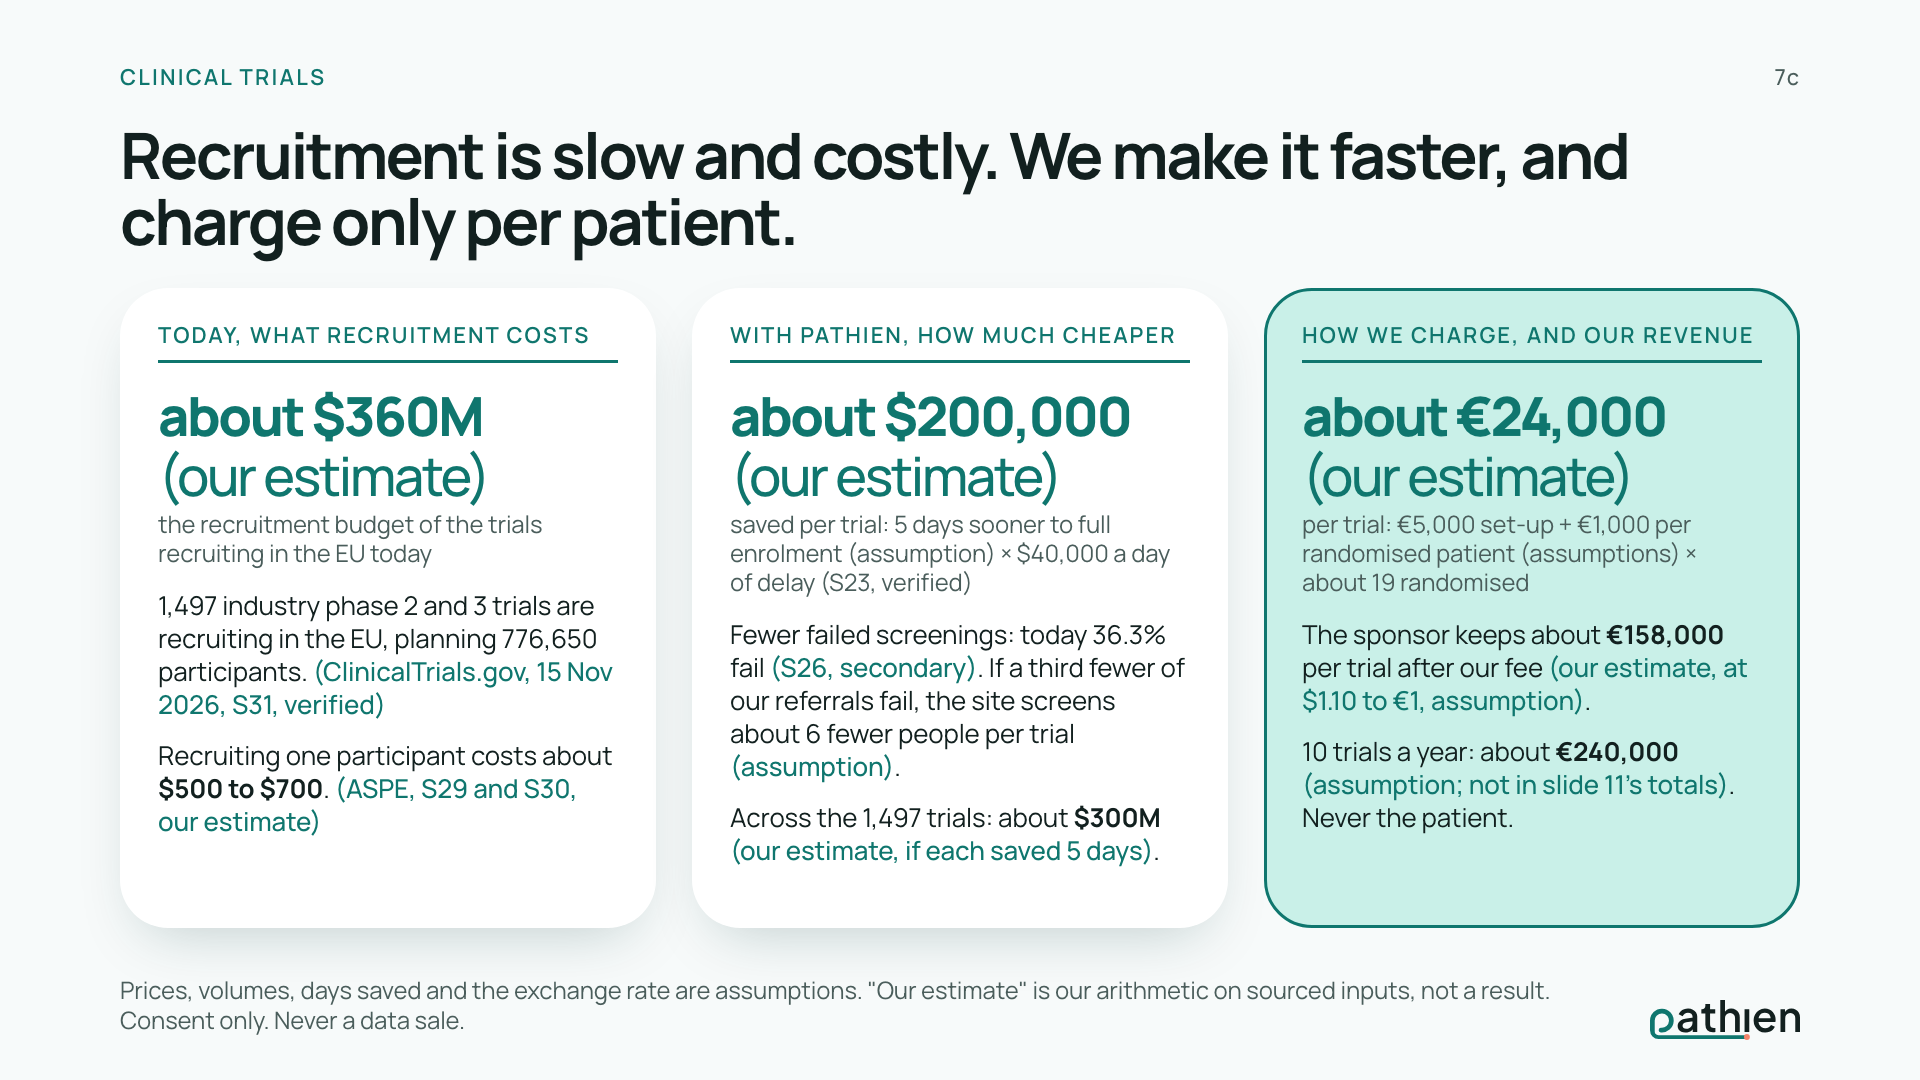 CLINICAL TRIALS
7c
Recruitment is slow and costly. We make it faster, and
charge only per patient.
TODAY, WHAT RECRUITMENT COSTS
about $360M
(our estimate)
the recruitment budget of the trials
recruiting in the EU today
1,497 industry phase 2 and 3 trials are
recruiting in the EU, planning 776,650
participants. (ClinicalTrials.gov, 15 Nov
2026, S31, verified)
Recruiting one participant costs about
$500 to $700. (ASPE, S29 and S30,
our estimate)
WITH PATHIEN, HOW MUCH CHEAPER
about $200,000
(our estimate)
saved per trial: 5 days sooner to full
enrolment (assumption) × $40,000 a day
of delay (S23, verified)
Fewer failed screenings: today 36.3%
fail (S26, secondary). If a third fewer of
our referrals fail, the site screens
about 6 fewer people per trial
(assumption).
Across the 1,497 trials: about $300M
(our estimate, if each saved 5 days).
HOW WE CHARGE, AND OUR REVENUE
about €24,000
(our estimate)
per trial: €5,000 set-up + €1,000 per
randomised patient (assumptions) ×
about 19 randomised
The sponsor keeps about €158,000
per trial after our fee (our estimate, at
$1.10 to €1, assumption).
10 trials a year: about €240,000
(assumption; not in slide 11's totals).
Never the patient.
Prices, volumes, days saved and the exchange rate are assumptions. "Our estimate" is our arithmetic on sourced inputs, not a result.
Consent only. Never a data sale.
pathien